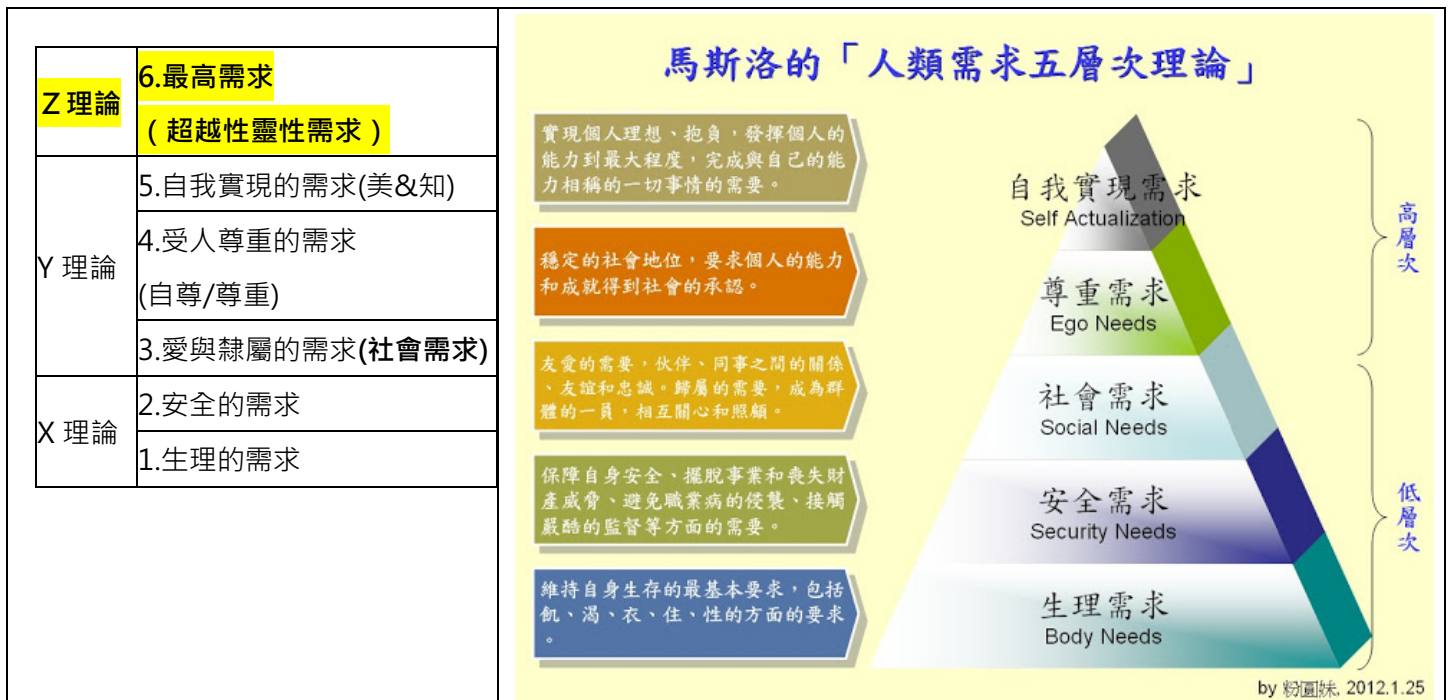 Z 理論
6.最高需求
(超越性靈性需求)
Y 理論
5.自我實現的需求(美&知)
4.受人尊重的需求
(自尊/尊重)
3.愛與隸屬的需求(社會需求)
X 理論
2.安全的需求
1.生理的需求
馬斯洛的「人類需求五層次理論」
實現個人理想、抱負，發揮個人的
能力到最大程度，完成與自己的能
力相稱的一切事情的需要。
穩定的社會地位，要求個人的能力
和成就得到社會的承認。
友愛的需要，伙伴、同事之間的關係
、友誼和忠誠。歸屬的需要，成為群
體的一員，相互關心和照顧。
保障自身安全、擺脫事業和喪失財
產威脅、避免職業病的侵襲、接觸
嚴酷的監督等方面的需要。
維持自身生存的最基本要求，包括
飢、渴、衣、住、性的方面的要求
。
自我實現需求
Self Actualization
尊重需求
Ego Needs
社會需求
Social Needs
安全需求
Security Needs
生理需求
Body Needs
高層次
低層次
by 粉圓妹, 2012.1.25